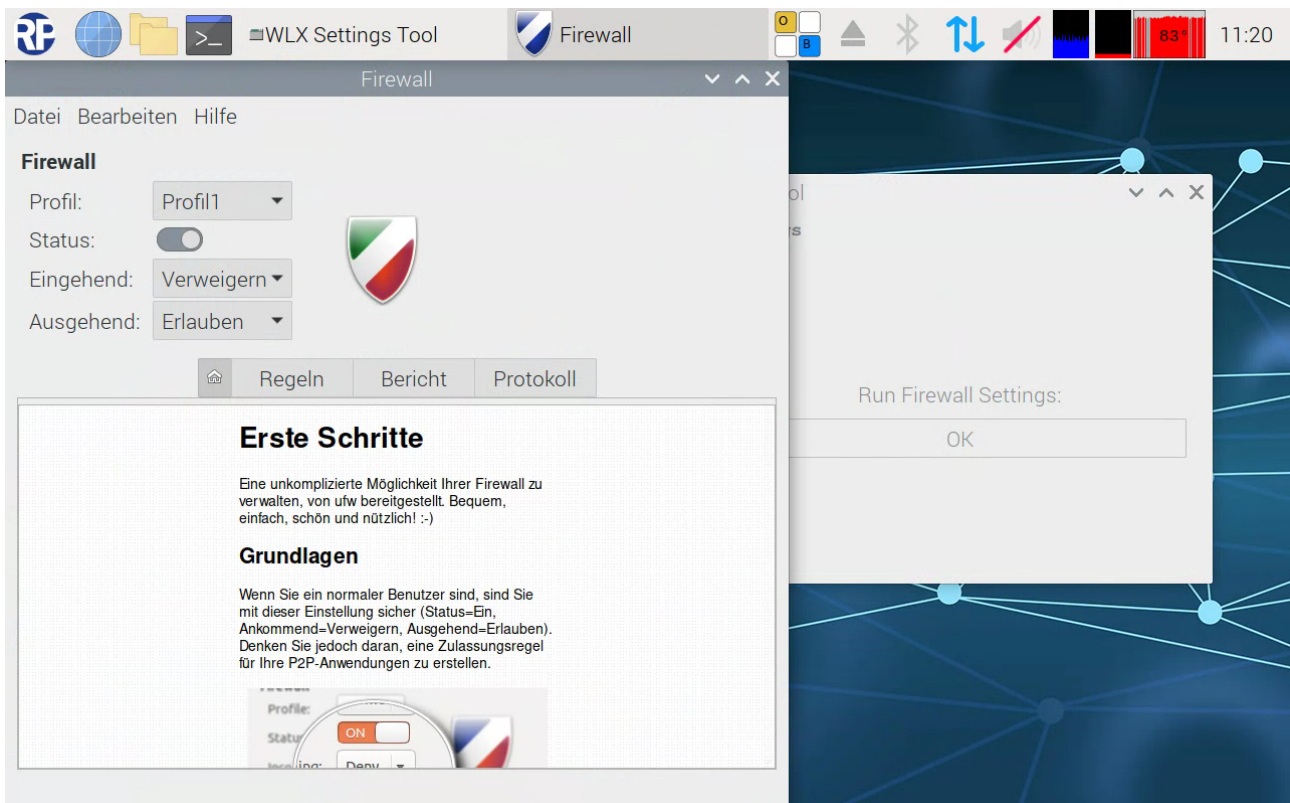 RP
>_
WLX Settings Tool
Firewall
O
B
83°
11:20
Firewall
Datei Bearbeiten Hilfe
Firewall
Profil: Profil1
Status:
Eingehend: Verweigern
Ausgehend: Erlauben
Regeln Bericht Protokoll
Erste Schritte
Eine unkomplizierte Möglichkeit Ihrer Firewall zu
verwalten, von ufw bereitgestellt. Bequem,
einfach, schön und nützlich! :-)
Grundlagen
Wenn Sie ein normaler Benutzer sind, sind Sie
mit dieser Einstellung sicher (Status=Ein,
Ankommend=Verweigern, Ausgehend=Erlauben).
Denken Sie jedoch daran, eine Zulassungsregel
für Ihre P2P-Anwendungen zu erstellen.
Profile:
Statu
ON
Deny
ol
s
Run Firewall Settings:
OK